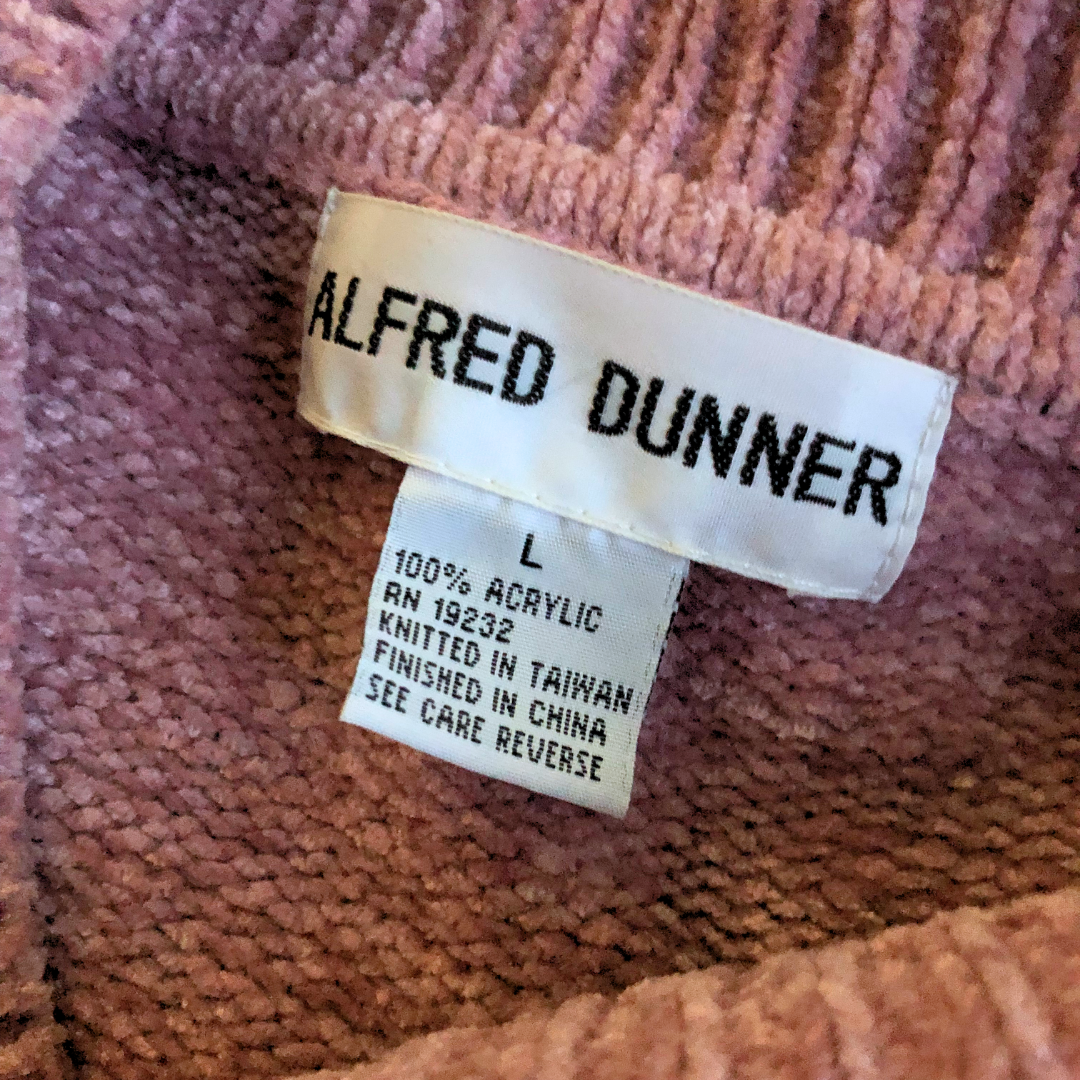 ALFRED DUNNER
L
100% ACRYLIC
RN 19232
KNITTED IN TAIWAN
FINISHED IN CHINA
SEE CARE REVERSE